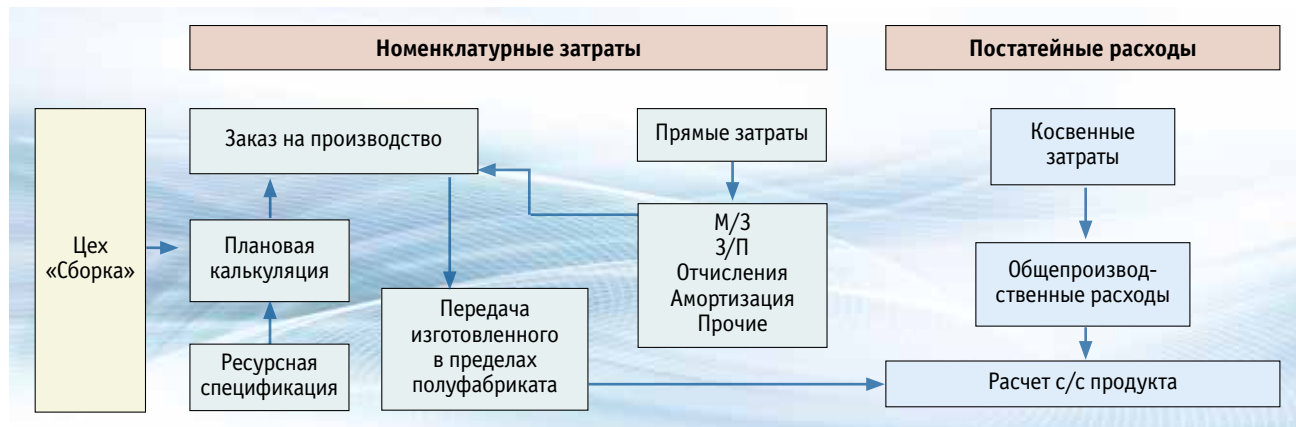 Номенклатурные затраты
Постатейные расходы
Цех
«Сборка»
Заказ на производство
Плановая
калькуляция
Ресурсная
спецификация
Передача
изготовленного
в пределах
полуфабриката
Прямые затраты
М/З
З/П
Отчисления
Амортизация
Прочие
Косвенные
затраты
Общепроизвод-
ственные расходы
Расчет с/с продукта